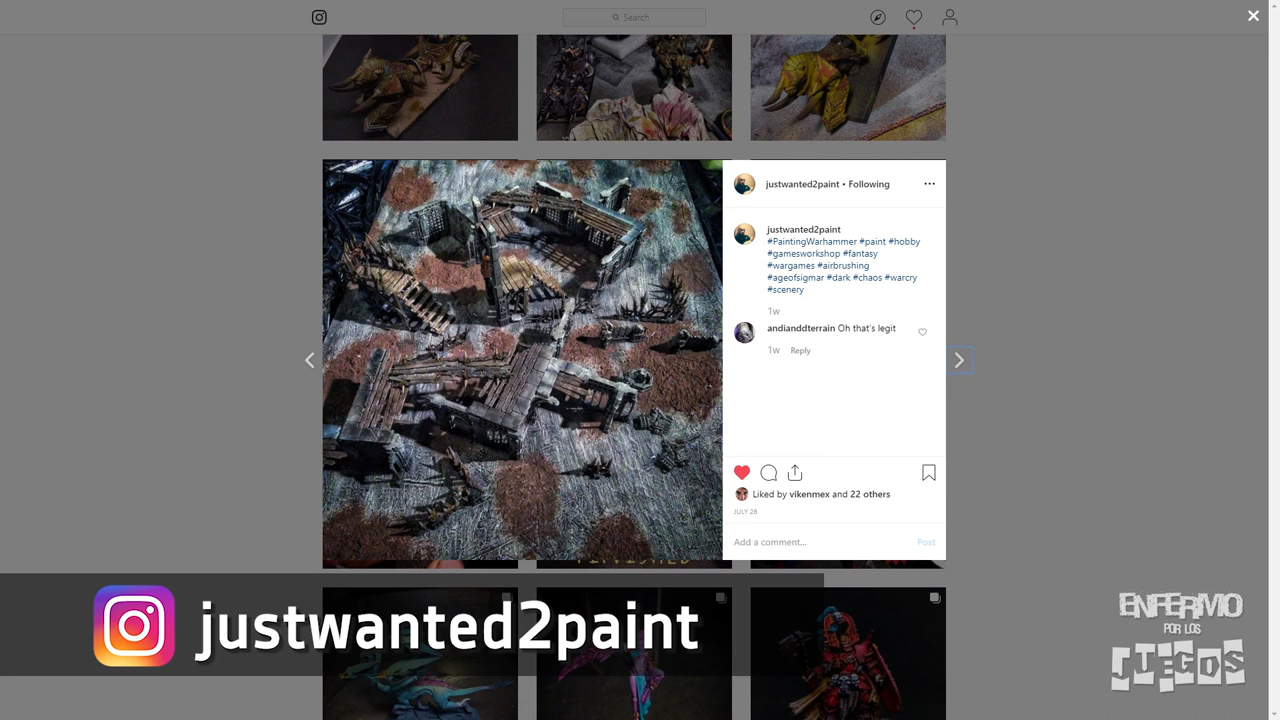 Search
justwanted2paint • Following
justwanted2paint
#PaintingWarhammer #paint #hobby
#gamesworkshop #fantasy
#wargames #airbrushing
#ageofsigmar #dark #chaos #warcry
#scenery
1w
andianddterrain Oh that's legit
1w Reply
Liked by vikenmex and 22 others
JULY 26
Add a comment... Post
justwanted2paint
ENFERMO
POR LOS
JUEGOS